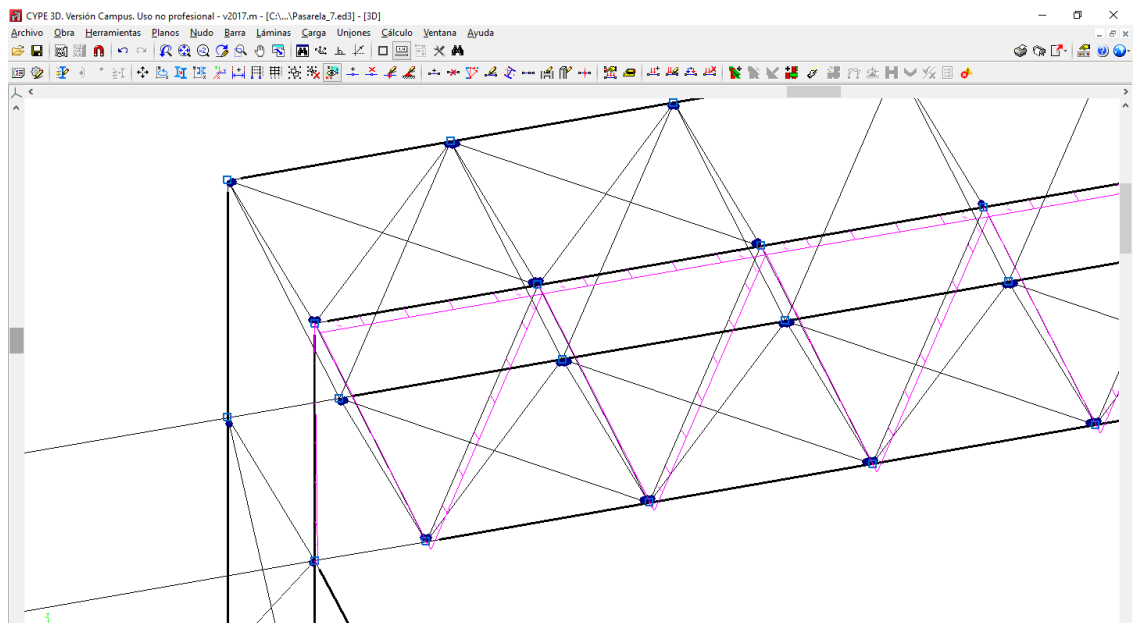 CYPE 3D. Versión Campus. Uso no profesional - v2017.m - [C:\...\Pasarela_7.ed3] - [3D]
Archivo Obra Herramientas Planos Nudo Barra Láminas Carga Uniones Cálculo Ventana Ayuda
z